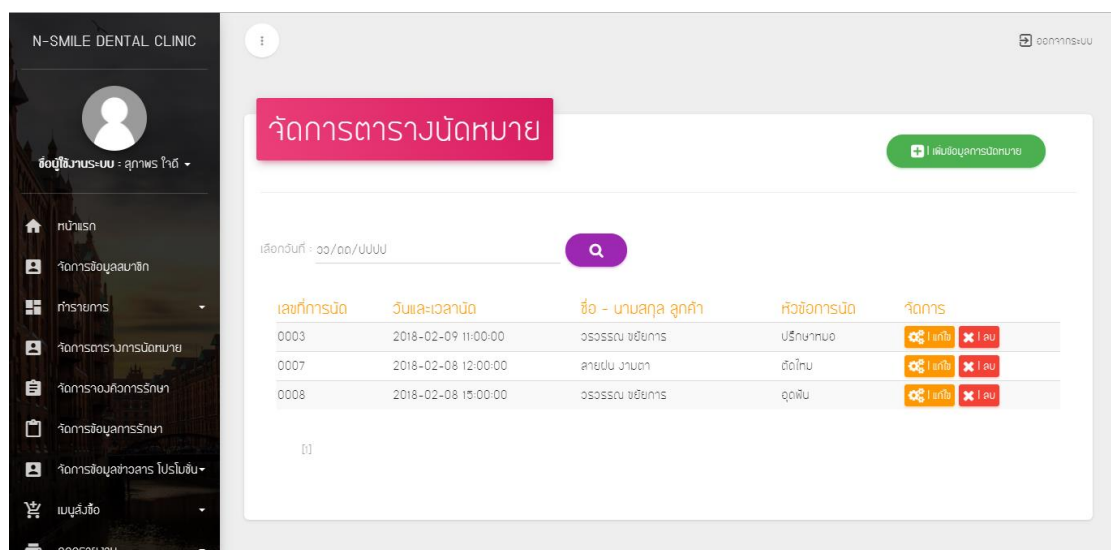 N-SMILE DENTAL CLINIC
ออกจากระบบ
ชื่อผู้ใช้งานระบบ : สุภาพร ใจดี
จัดการตารางนัดหมาย
| เพิ่มข้อมูลการนัดหมาย
หน้าแรก
จัดการข้อมูลสมาชิก
ทำรายการ
จัดการตารางการนัดหมาย
จัดการจองคิวการรักษา
จัดการข้อมูลการรักษา
จัดการข้อมูลข่าวสาร โปรโมชั่น
เมนูสั่งซื้อ
เลือกวันที่ : วว/ดด/ปปปป
เลขที่การนัด วันและเวลานัด ชื่อ - นามสกุล ลูกค้า หัวข้อการนัด จัดการ
0003 2018-02-09 11:00:00 วรวรรณ ขยัยการ ปรึกษาหมอ | แก้ไข | ลบ
0007 2018-02-08 12:00:00 สายฝน งามตา ตัดไหม | แก้ไข | ลบ
0008 2018-02-08 15:00:00 วรวรรณ ขยัยการ อุดฟัน | แก้ไข | ลบ
[1]